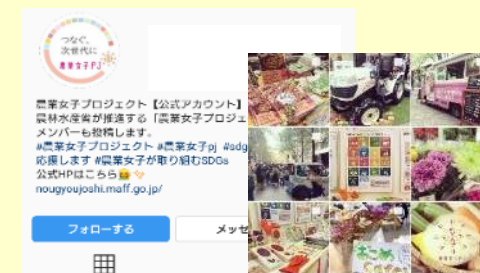 つなぐ、
次世代に
農業女子PJ
農業女子プロジェクト【公式アカウント】
農林水産省が推進する「農業女子プロジェ
メンバーも投稿します。
#農業女子プロジェクト #農業女子pj #sdg
応援します #農業女子が取り組むSDGs
公式HPはこちら
nougyoujoshi.maff.go.jp/
フォローする
メッセ
おこめ